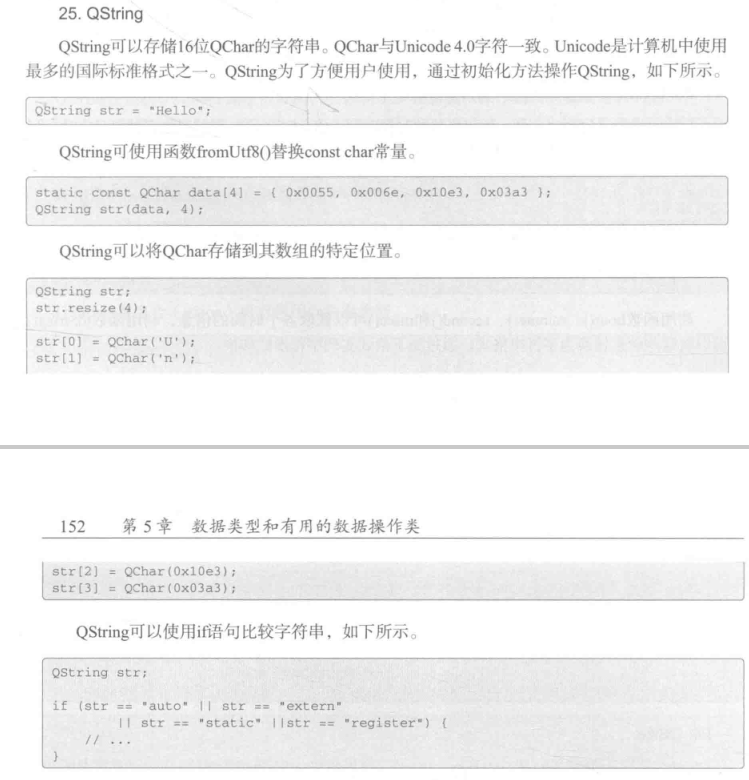 25. QString
QString可以存储16位QChar的字符串。QChar与Unicode 4.0字符一致。Unicode是计算机中使用
最多的国际标准格式之一。QString为了方便用户使用，通过初始化方法操作QString，如下所示。
QString str = "Hello";
QString可使用函数fromUtf8()替换const char常量。
static const QChar data[4] = { 0x0055, 0x006e, 0x10e3, 0x03a3 };
QString str(data, 4);
QString可以将QChar存储到其数组的特定位置。
QString str;
str.resize(4);
str[0] = QChar('U');
str[1] = QChar('n');
152 第5章 数据类型和有用的数据操作类
str[2] = QChar(0x10e3);
str[3] = QChar(0x03a3);
QString可以使用if语句比较字符串，如下所示。
QString str;
if (str == "auto" || str == "extern"
|| str == "static" ||str == "register") {
// ...
}